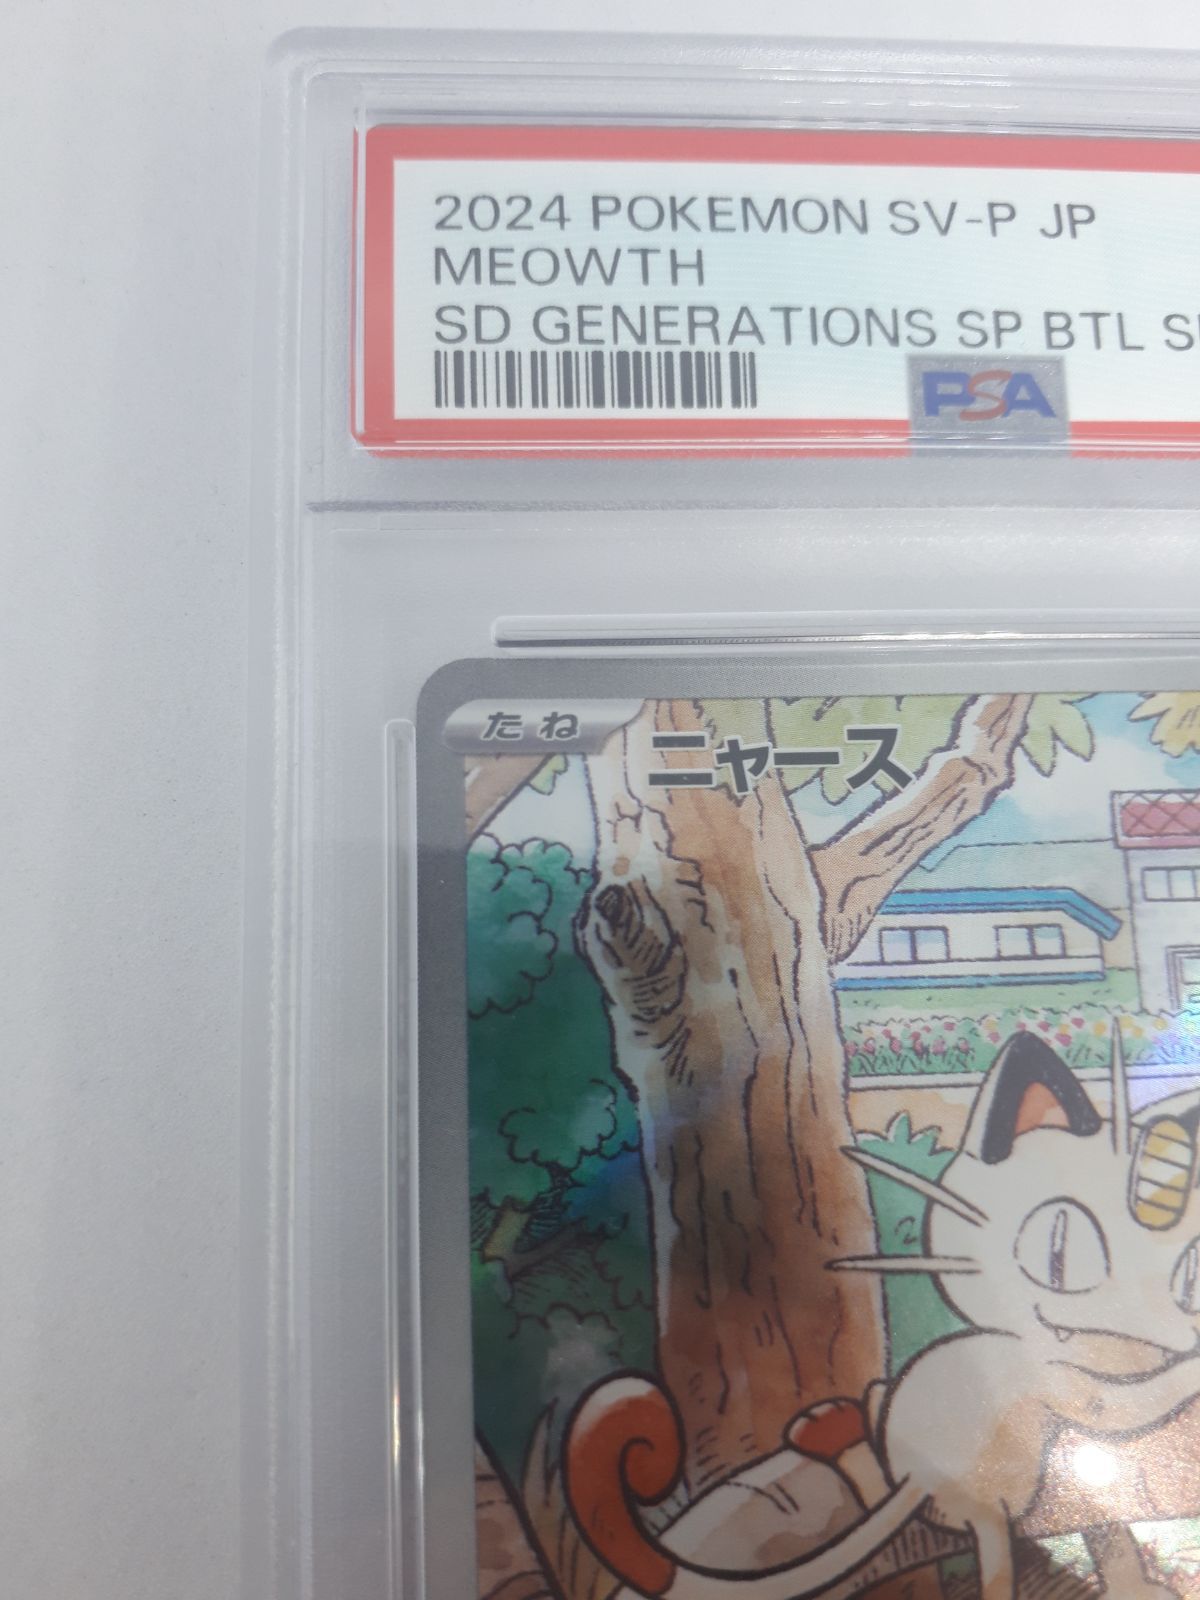 2024 POKEMON SV-P JP
MEOWTH
SD GENERATIONS SP BTL
PSA
たね
ニャース